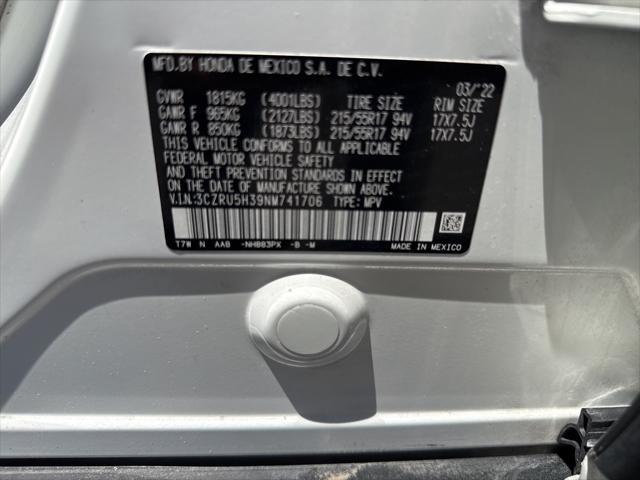 MFD.BY HONDA DE MEXICO S.A. DE C.V. 03/'22
GVWR 1815KG (4001LBS) TIRE SIZE RIM SIZE
GAWR F 965KG (2127LBS) 215/55R17 94V 17X7.5J
GAWR R 850KG (1873LBS) 215/55R17 94V 17X7.5J
THIS VEHICLE CONFORMS TO ALL APPLICABLE
FEDERAL MOTOR VEHICLE SAFETY
AND THEFT PREVENTION STANDARDS IN EFFECT ON
THE DATE OF MANUFACTURE SHOWN ABOVE.
V.I.N:3CZRU5H39NM741706 TYPE: MPV
T7W N AAB -NH883PX -B -M MADE IN MEXICO